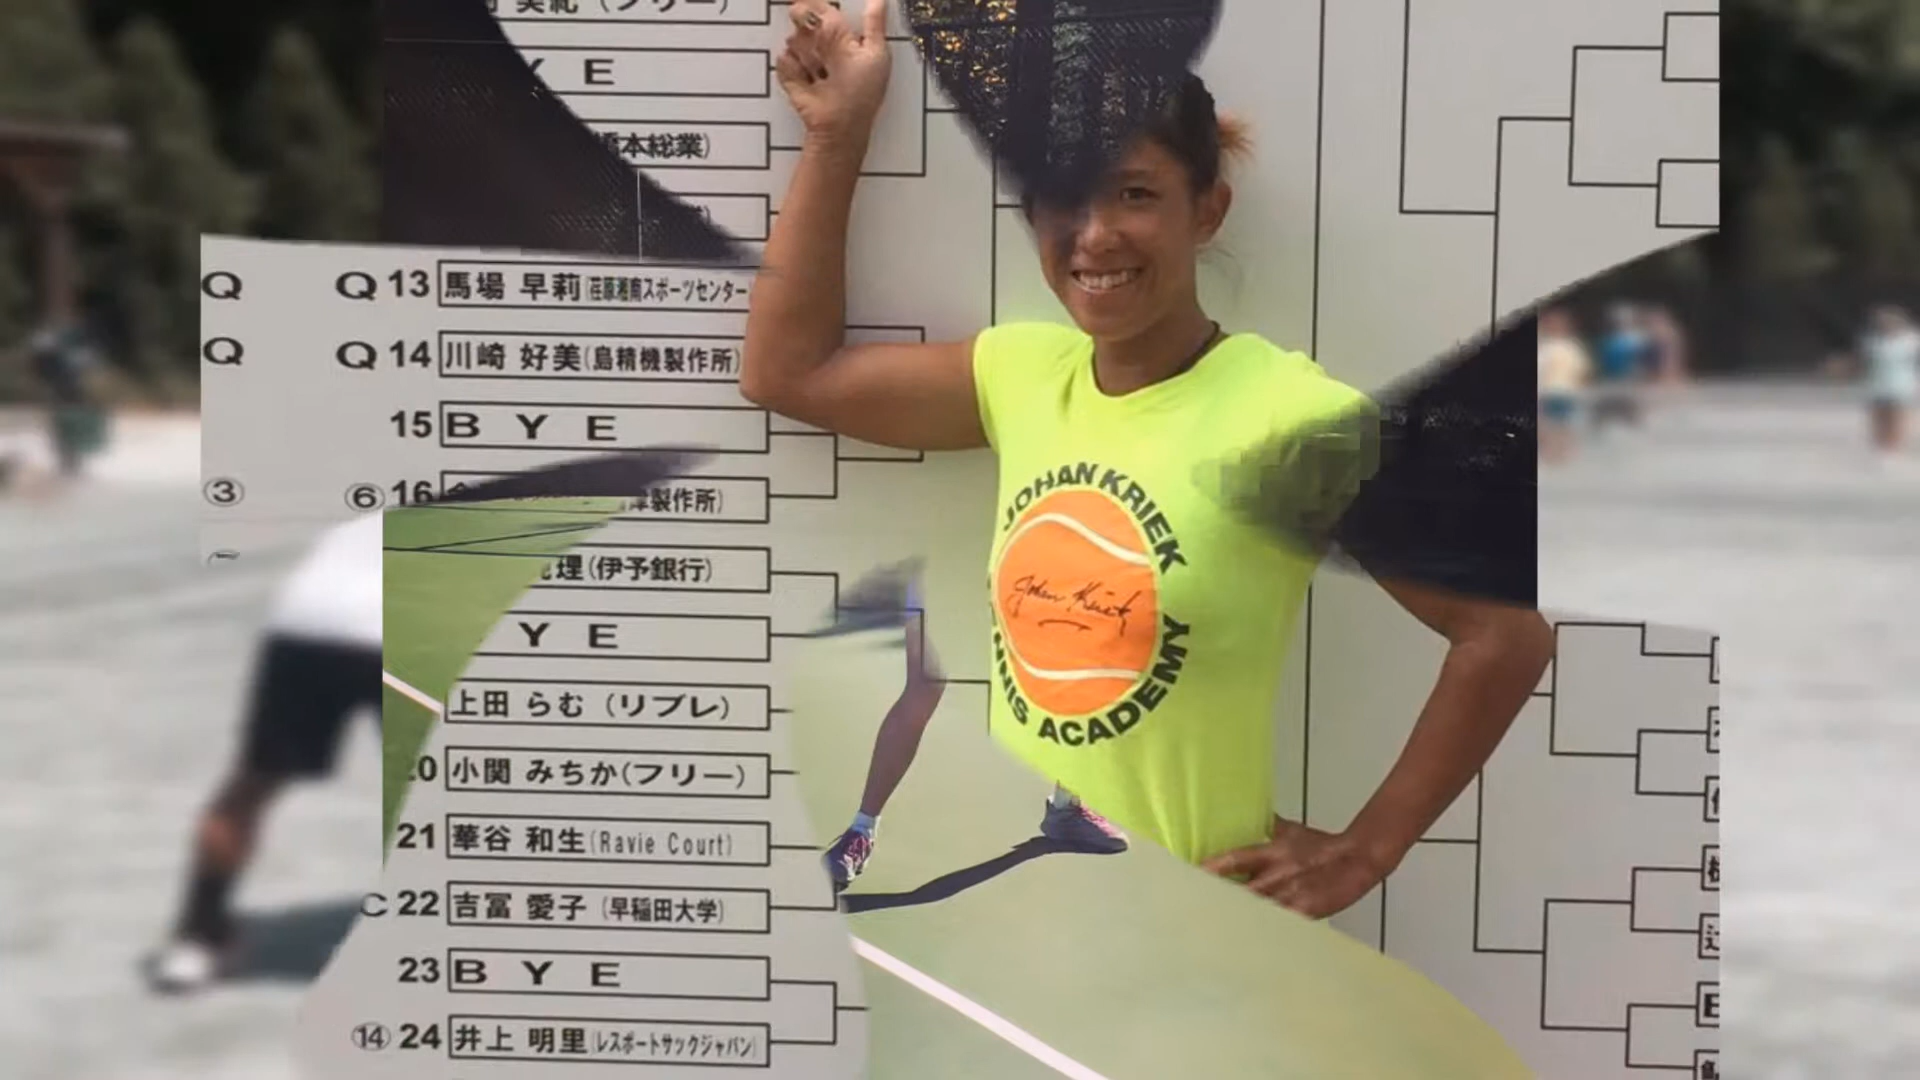 美紀 (フリー)
Y E
橋本総業)
Q Q 13 馬場 早莉(荏原湘南スポーツセンター
Q Q 14 川崎 好美(島精機製作所)
15 B Y E
③ ⑥ 16 津製作所)
理(伊予銀行)
Y E
上田 らむ (リブレ)
20 小関 みちか(フリー)
21 華谷 和生(Ravie Court)
C 22 吉冨 愛子 (早稲田大学)
23 B Y E
⑭ 24 井上 明里(レスポートサックジャパン)
JOHAN KRIEK
Johan Kriek
NNIS ACADEMY